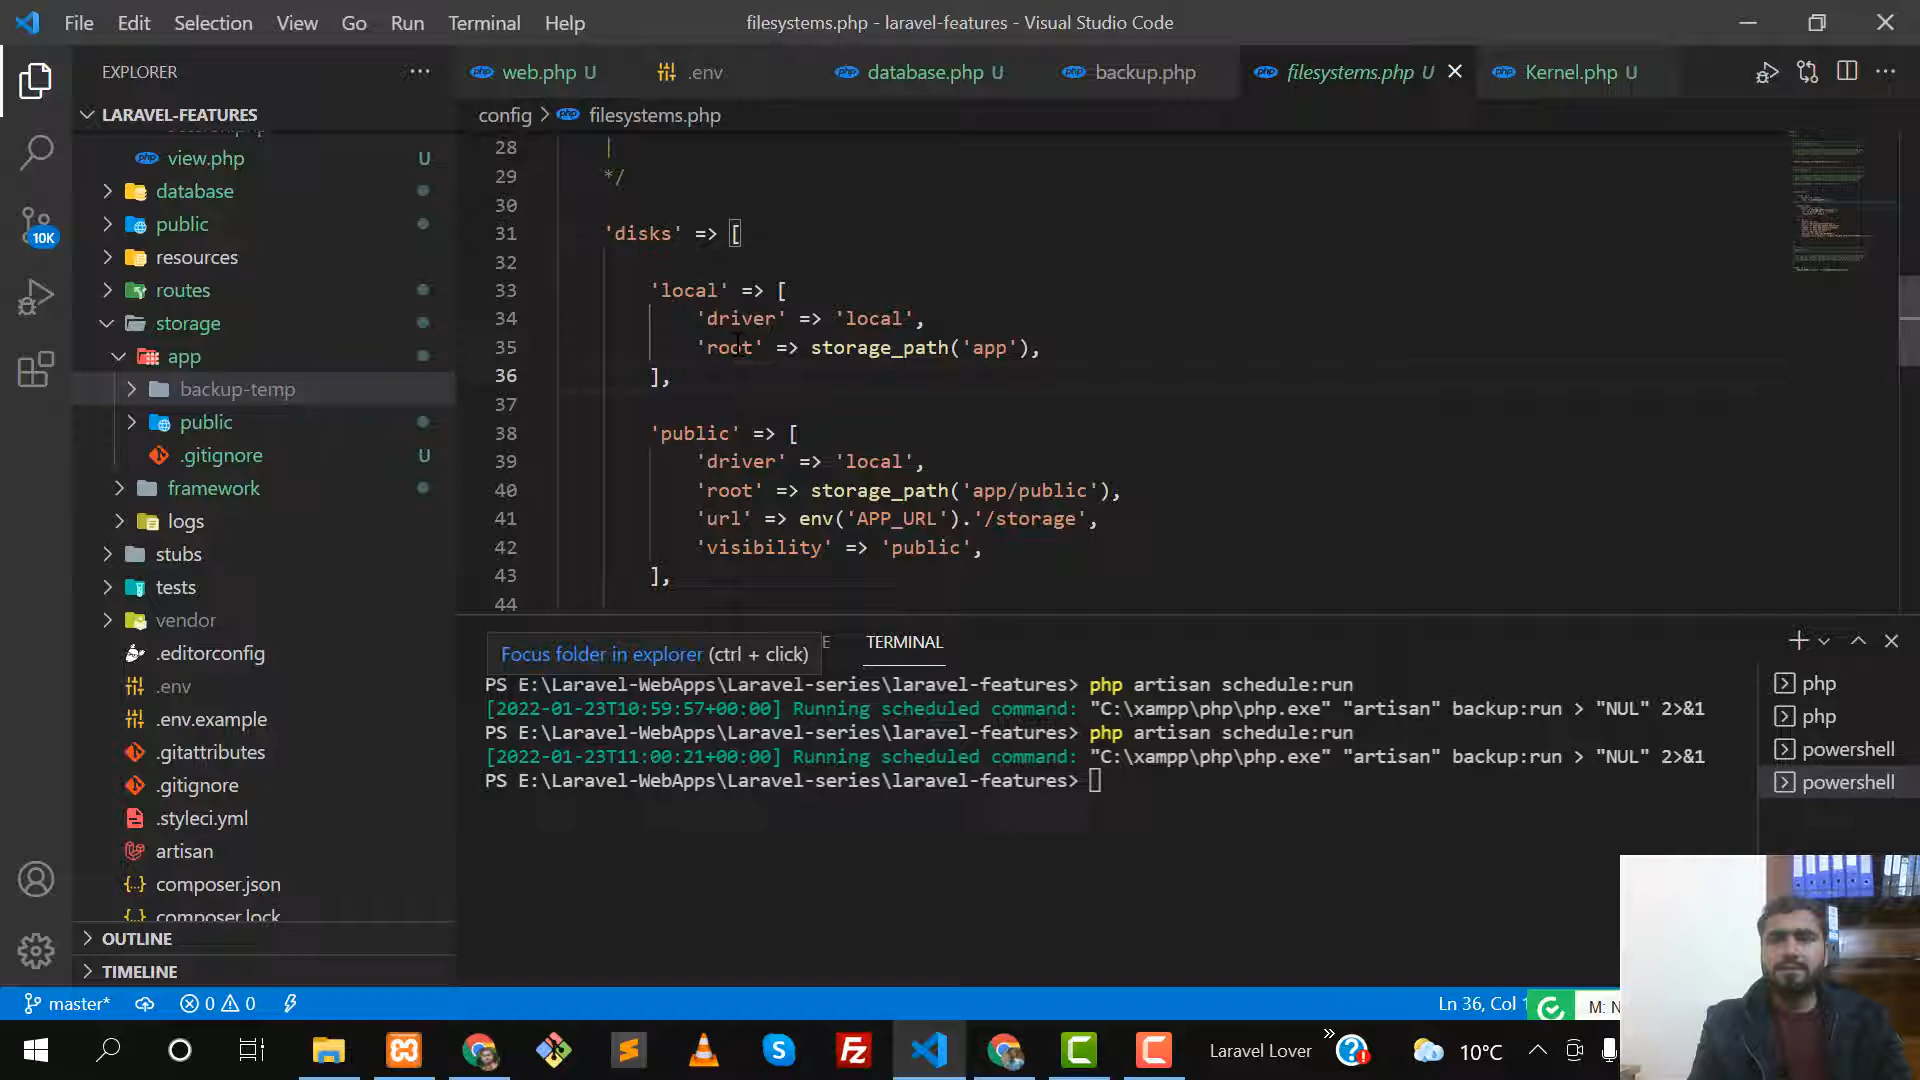 File Edit Selection View Go Run Terminal Help
filesystems.php - laravel-features - Visual Studio Code
EXPLORER
web.php U
.env
database.php U
backup.php
filesystems.php U
Kernel.php U
LARAVEL-FEATURES
config > filesystems.php
view.php U
database
public
resources
routes
storage
app
backup-temp
public
.gitignore U
framework
logs
stubs
tests
vendor
.editorconfig
.env
.env.example
.gitattributes
.gitignore
.styleci.yml
artisan
composer.json
composer.lock
OUTLINE
TIMELINE
10K
28 |
29 */
30
31 'disks' => [
32
33 'local' => [
34 'driver' => 'local',
35 'root' => storage_path('app'),
36 ],
37
38 'public' => [
39 'driver' => 'local',
40 'root' => storage_path('app/public'),
41 'url' => env('APP_URL').'/storage',
42 'visibility' => 'public',
43 ],
44
Focus folder in explorer (ctrl + click)
E
TERMINAL
PS E:\Laravel-WebApps\Laravel-series\laravel-features> php artisan schedule:run
[2022-01-23T10:59:57+00:00] Running scheduled command: "C:\xampp\php\php.exe" "artisan" backup:run > "NUL" 2>&1
PS E:\Laravel-WebApps\Laravel-series\laravel-features> php artisan schedule:run
[2022-01-23T11:00:21+00:00] Running scheduled command: "C:\xampp\php\php.exe" "artisan" backup:run > "NUL" 2>&1
PS E:\Laravel-WebApps\Laravel-series\laravel-features>
php
php
powershell
powershell
master*
0
0
Ln 36, Col 1
M: N
Laravel Lover
10°C